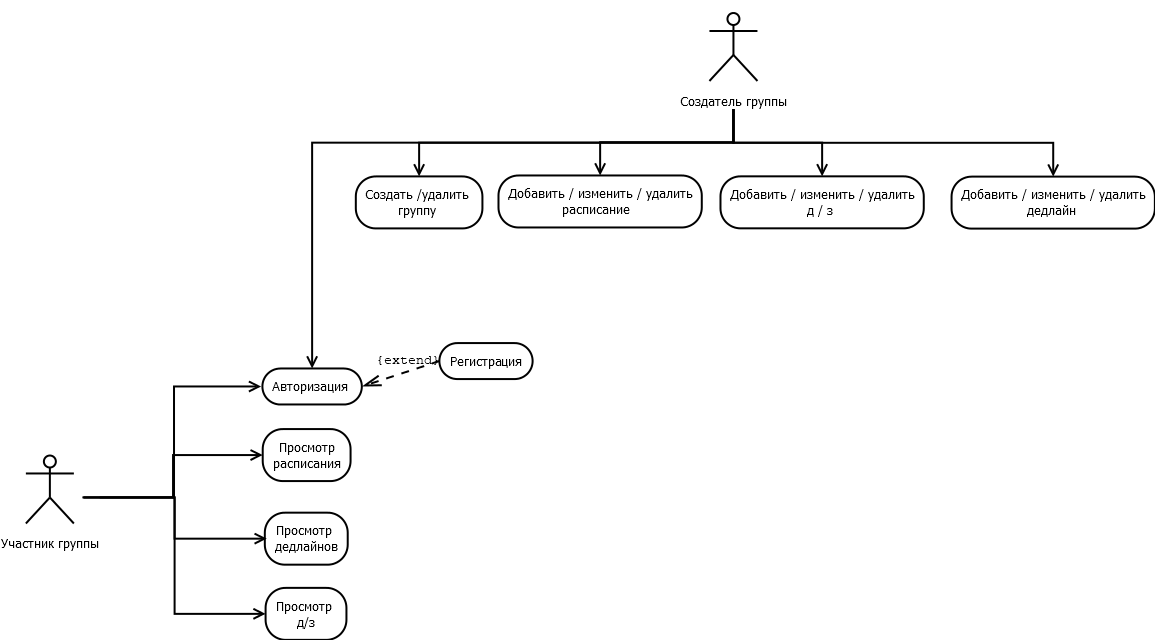 Создатель группы
Создать /удалить
группу
Добавить / изменить / удалить
расписание
Добавить / изменить / удалить
д / з
Добавить / изменить / удалить
дедлайн
{extend}
Регистрация
Авторизация
Просмотр
расписания
Участник группы
Просмотр
дедлайнов
Просмотр
д/з